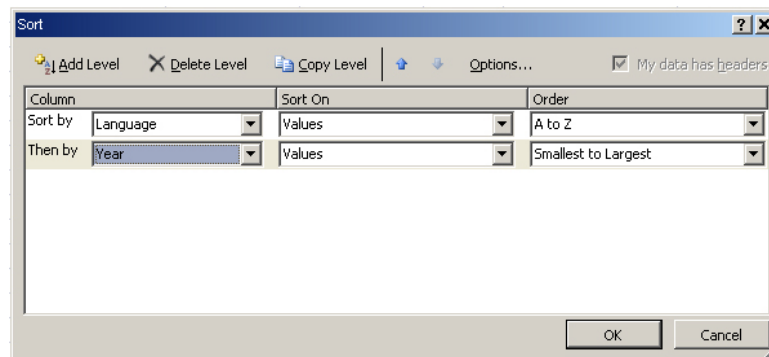 Sort
Add Level Delete Level Copy Level Options... My data has headers
Column Sort On Order
Sort by Language Values A to Z
Then by Year Values Smallest to Largest
OK Cancel